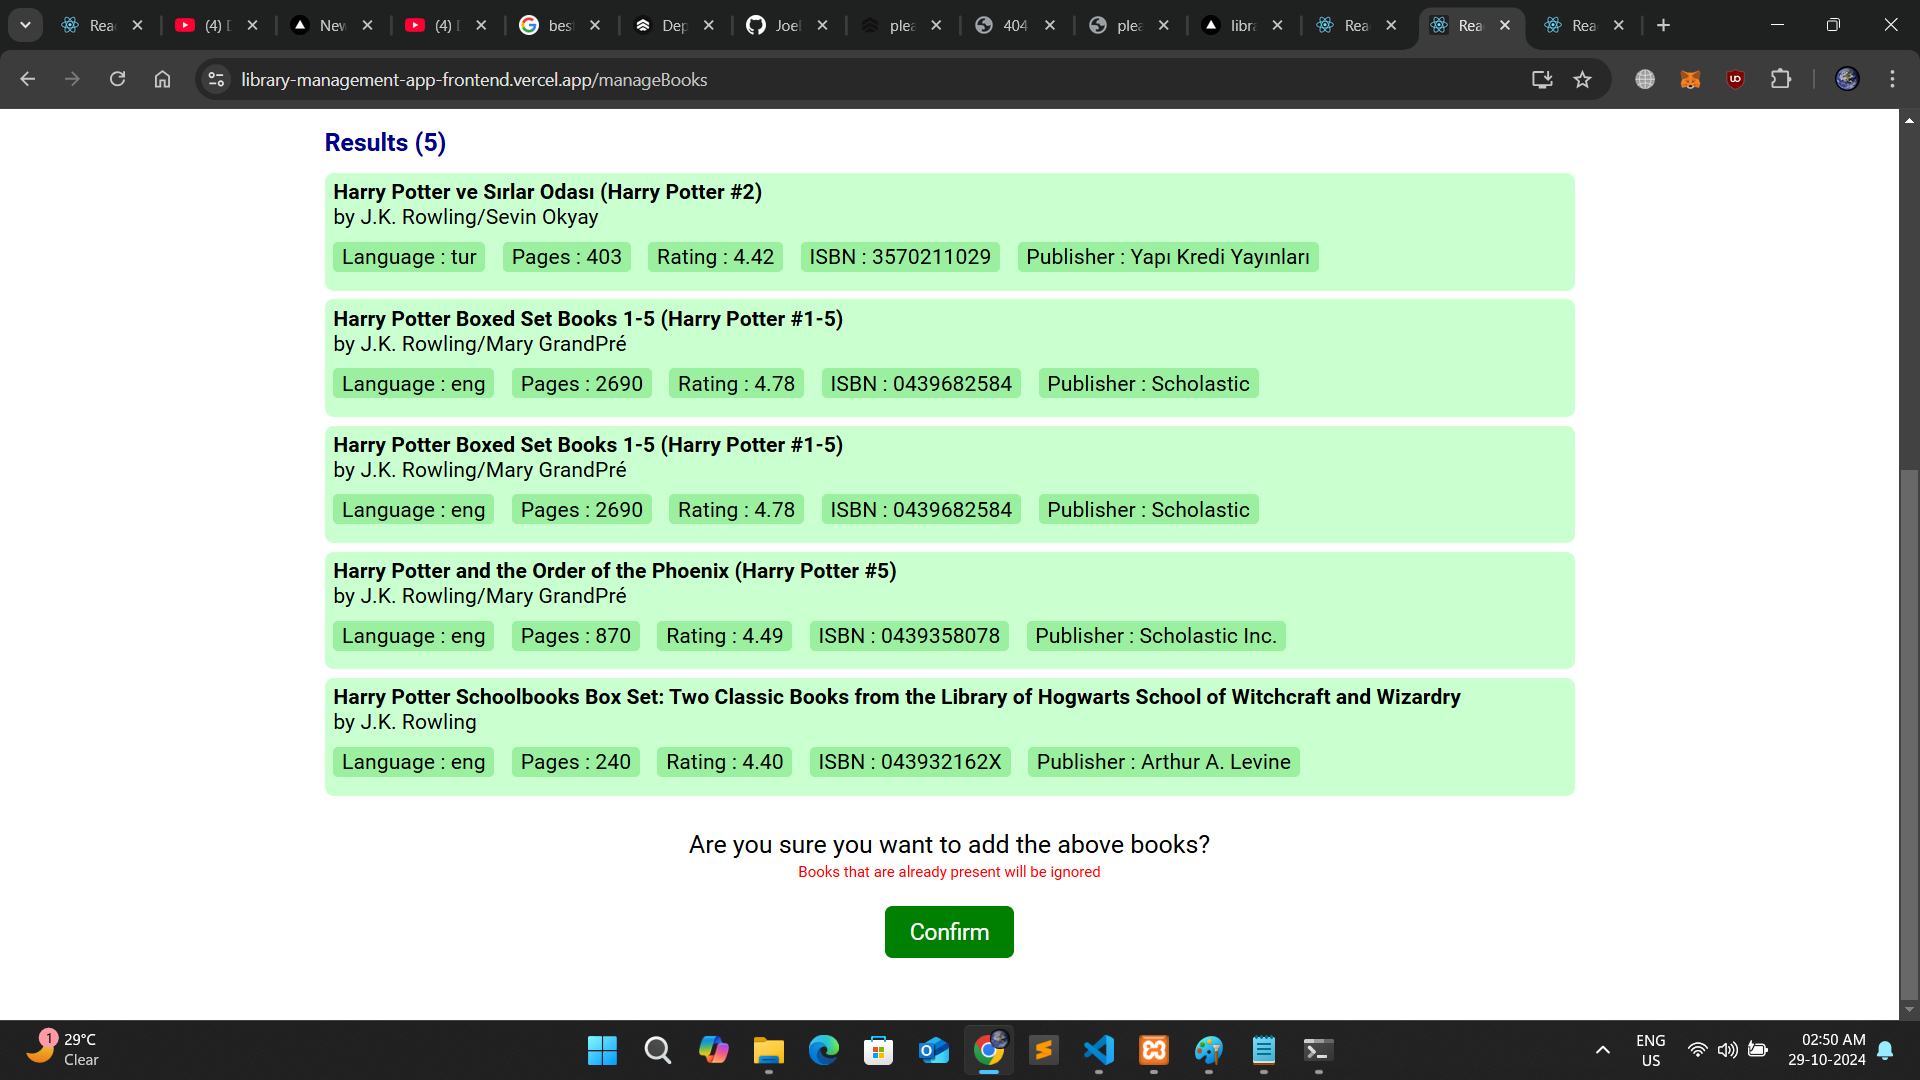 Rea
(4) D
New
(4) D
bes
Dep
Joel
plea
404
plea
libra
Rea
Rea
Rea
library-management-app-frontend.vercel.app/manageBooks
Results (5)
Harry Potter ve Sırlar Odası (Harry Potter #2)
by J.K. Rowling/Sevin Okyay
Language : tur Pages : 403 Rating : 4.42 ISBN : 3570211029 Publisher : Yapı Kredi Yayınları
Harry Potter Boxed Set Books 1-5 (Harry Potter #1-5)
by J.K. Rowling/Mary GrandPré
Language : eng Pages : 2690 Rating : 4.78 ISBN : 0439682584 Publisher : Scholastic
Harry Potter Boxed Set Books 1-5 (Harry Potter #1-5)
by J.K. Rowling/Mary GrandPré
Language : eng Pages : 2690 Rating : 4.78 ISBN : 0439682584 Publisher : Scholastic
Harry Potter and the Order of the Phoenix (Harry Potter #5)
by J.K. Rowling/Mary GrandPré
Language : eng Pages : 870 Rating : 4.49 ISBN : 0439358078 Publisher : Scholastic Inc.
Harry Potter Schoolbooks Box Set: Two Classic Books from the Library of Hogwarts School of Witchcraft and Wizardry
by J.K. Rowling
Language : eng Pages : 240 Rating : 4.40 ISBN : 043932162X Publisher : Arthur A. Levine
Are you sure you want to add the above books?
Books that are already present will be ignored
Confirm
1
29°C
Clear
ENG
US
02:50 AM
29-10-2024